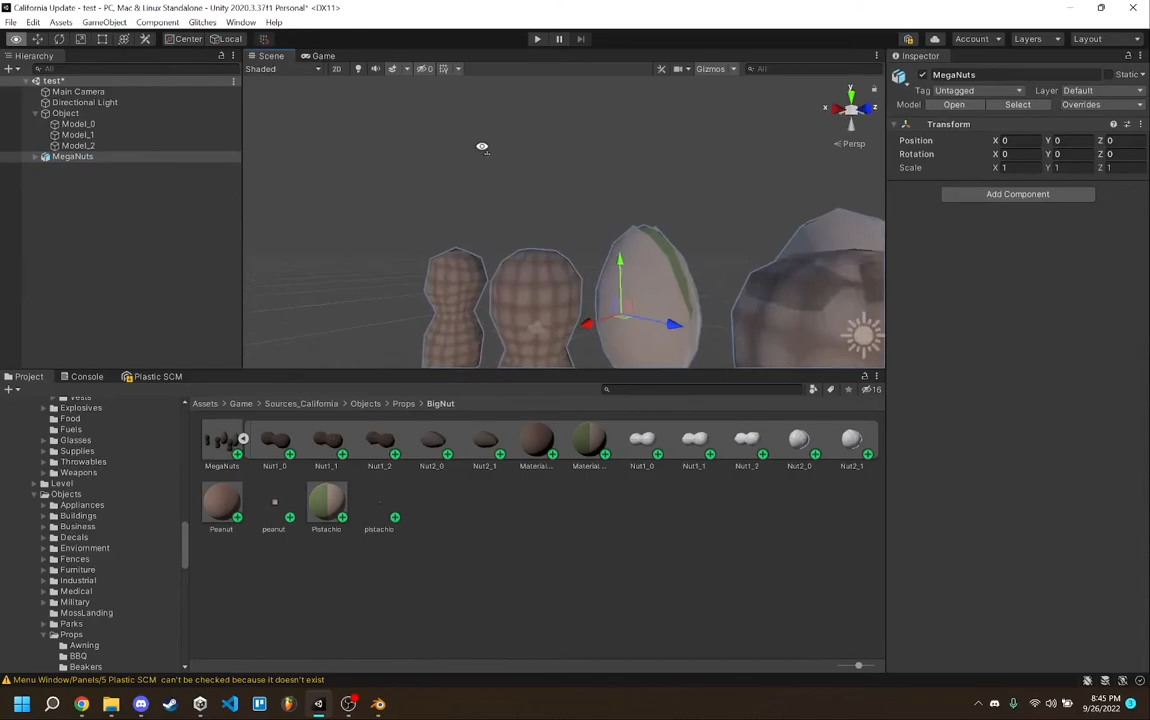 California Update - test - PC, Mac & Linux Standalone - Unity 2020.3.37f1 Personal* <DX11>
File Edit Assets GameObject Component Glitches Window Help
Center Local Account Layers Layout
Hierarchy
All
test*
Main Camera
Directional Light
Object
Model_0
Model_1
Model_2
MegaNuts
Scene Game
Shaded 2D 0 Gizmos All
y
x z
Persp
Inspector
MegaNuts Static
Tag Untagged Layer Default
Model Open Select Overrides
Transform
Position X 0 Y 0 Z 0
Rotation X 0 Y 0 Z 0
Scale X 1 Y 1 Z 1
Add Component
Project Console Plastic SCM
16
Explosives
Food
Fuels
Glasses
Supplies
Throwables
Weapons
Level
Objects
Appliances
Buildings
Business
Decals
Enviornment
Fences
Furniture
Industrial
Medical
Military
MossLanding
Parks
Props
Awning
BBQ
Beakers
Assets Game Sources_California Objects Props BigNut
MegaNuts Nut1_0 Nut1_1 Nut1_2 Nut2_0 Nut2_1 Material... Material... Nut1_0 Nut1_1 Nut1_2 Nut2_0 Nut2_1
Peanut peanut Pistachio pistachio
Menu Window/Panels/5 Plastic SCM can't be checked because it doesn't exist
8:45 PM
9/26/2022
3